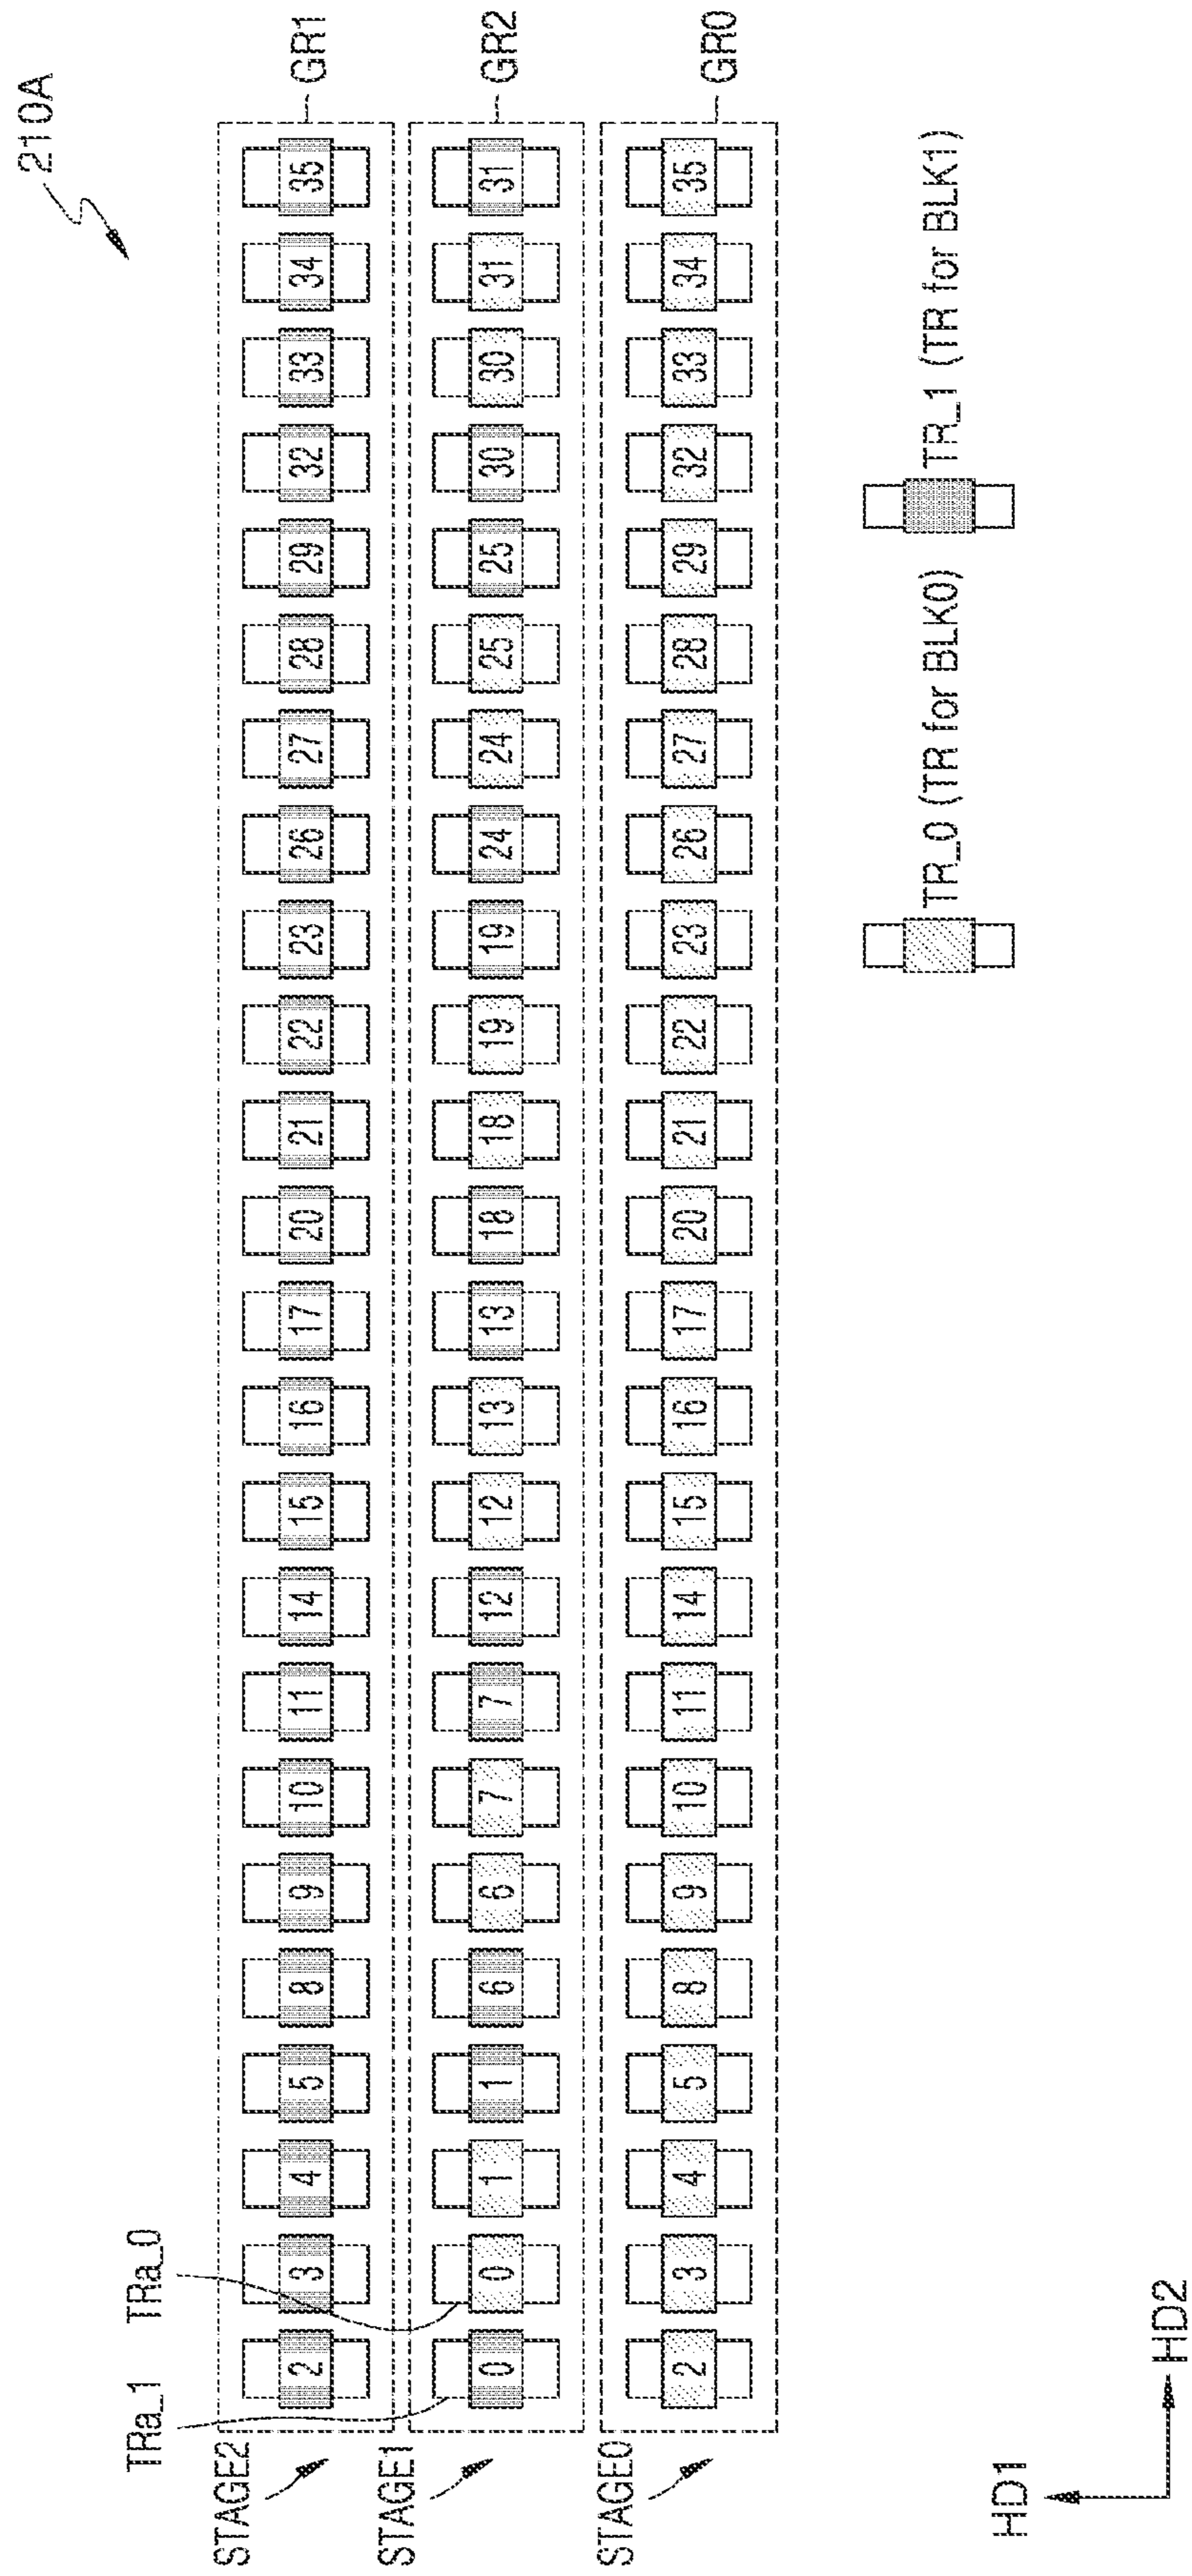 210A
TRa_1 TRa_0
STAGE2
2 3 4 5 8 9 10 11 14 15 16 17 20 21 22 23 26 27 28 29 32 33 34 35
GR1
STAGE1
0 0 1 1 6 6 7 7 12 12 13 13 18 18 19 19 24 24 25 25 30 30 31 31
GR2
STAGE0
2 3 4 5 8 9 10 11 14 15 16 17 20 21 22 23 26 27 28 29 32 33 34 35
GR0
TR_0 (TR for BLK0)
TR_1 (TR for BLK1)
HD1
HD2